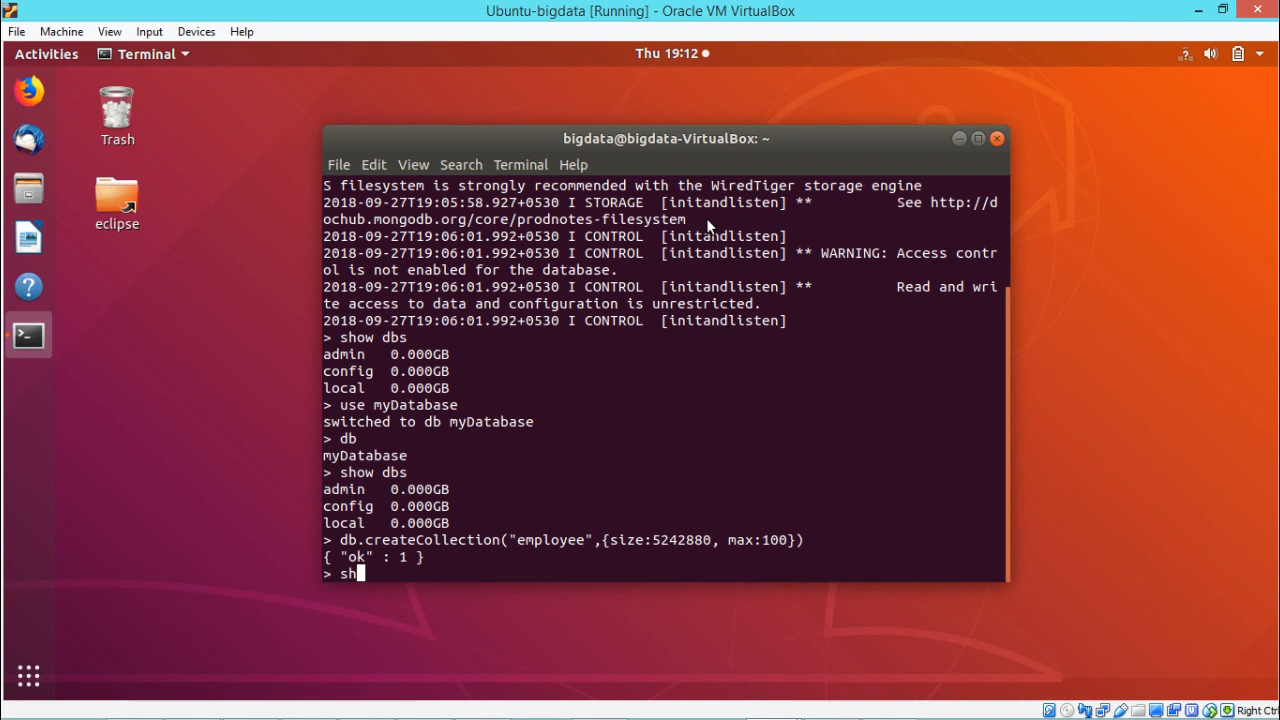 Ubuntu-bigdata [Running] - Oracle VM VirtualBox
File Machine View Input Devices Help
Activities Terminal Thu 19:12
Trash
eclipse
bigdata@bigdata-VirtualBox: ~
File Edit View Search Terminal Help
S filesystem is strongly recommended with the WiredTiger storage engine
2018-09-27T19:05:58.927+0530 I STORAGE  [initandlisten] **          See http://d
ochub.mongodb.org/core/prodnotes-filesystem
2018-09-27T19:06:01.992+0530 I CONTROL  [initandlisten]
2018-09-27T19:06:01.992+0530 I CONTROL  [initandlisten] ** WARNING: Access contr
ol is not enabled for the database.
2018-09-27T19:06:01.992+0530 I CONTROL  [initandlisten] **          Read and wri
te access to data and configuration is unrestricted.
2018-09-27T19:06:01.992+0530 I CONTROL  [initandlisten]
> show dbs
admin   0.000GB
config  0.000GB
local   0.000GB
> use myDatabase
switched to db myDatabase
> db
myDatabase
> show dbs
admin   0.000GB
config  0.000GB
local   0.000GB
> db.createCollection("employee",{size:5242880, max:100})
{ "ok" : 1 }
> sh
Right Ctrl